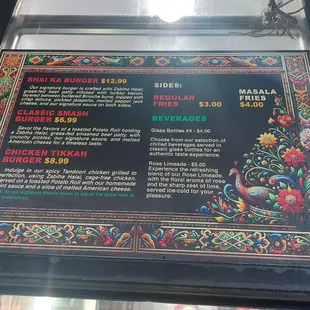 BHAI KA BURGER $12.99
Our signature burger is crafted with Zabiha Halal,
grass-fed beef patty infused with turkey bacon,
layered between buttered Brioche buns, topped with
crisp lettuce, pickled jalapeño, melted pepper jack
cheese, and our signature sauce on both sides.
CLASSIC SMASH
BURGER $6.99
Savor the flavors of a toasted Potato Roll holding
a Zabiha Halal, grass-fed smashed beef patty, with
crunchy pickles, our signature sauce, and melted
American cheese for a timeless taste.
CHICKEN TIKKAH
BURGER $8.99
Indulge in our spicy Tandoori chicken grilled to
perfection, using Zabiha Halal, cage-free chicken,
served on a toasted Potato Roll with our homemade
sauce and a slice of melted American cheese.
SIDES:
REGULAR
FRIES $3.00
MASALA
FRIES
$4.00
BEVERAGES
Glass Bottles - $4.00
Choose from our selection of
chilled beverages served in
classic glass bottles for an
authentic taste experience.
Rose Limeade - $5.00
Experience the refreshing
blend of our Rose Limeade,
with the floral aroma of rose
and the sharp zest of lime,
served ice-cold for your
pleasure.